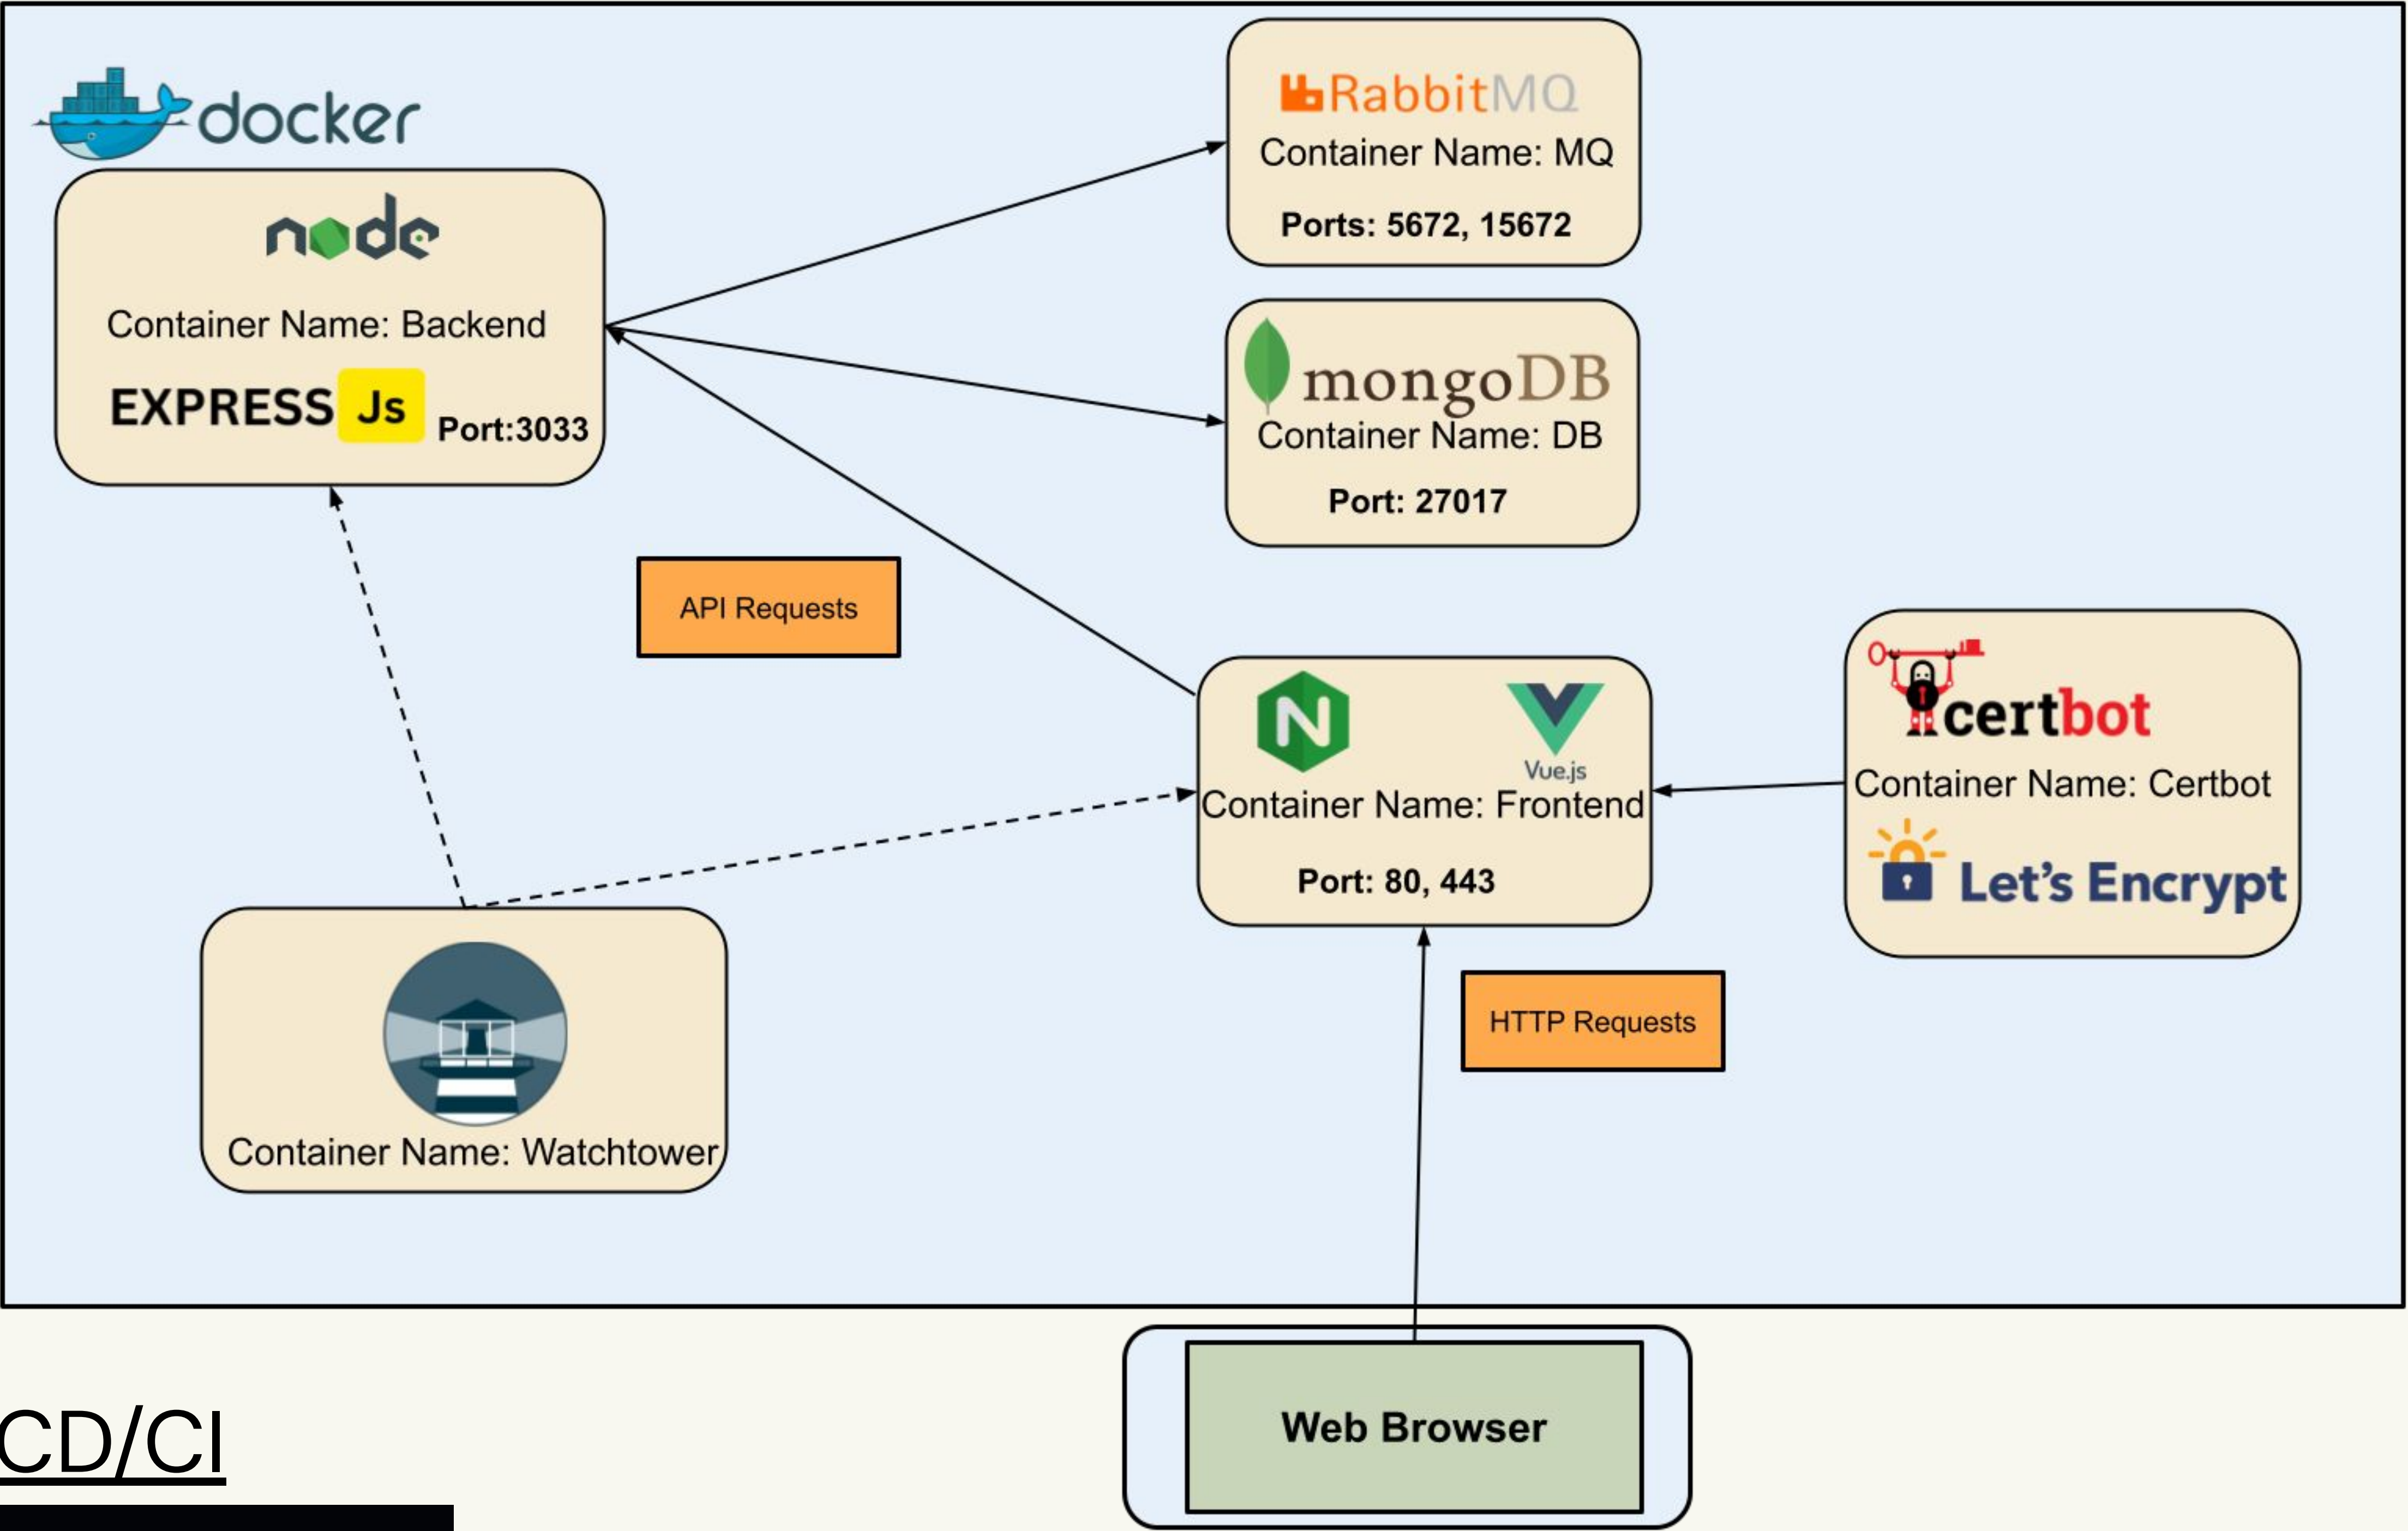 docker
node
Container Name: Backend
EXPRESS Js
Port:3033
RabbitMQ
Container Name: MQ
Ports: 5672, 15672
mongoDB
Container Name: DB
Port: 27017
API Requests
N
Vue.js
Container Name: Frontend
Port: 80, 443
certbot
Container Name: Certbot
Let's Encrypt
HTTP Requests
Container Name: Watchtower
Web Browser
CD/CI